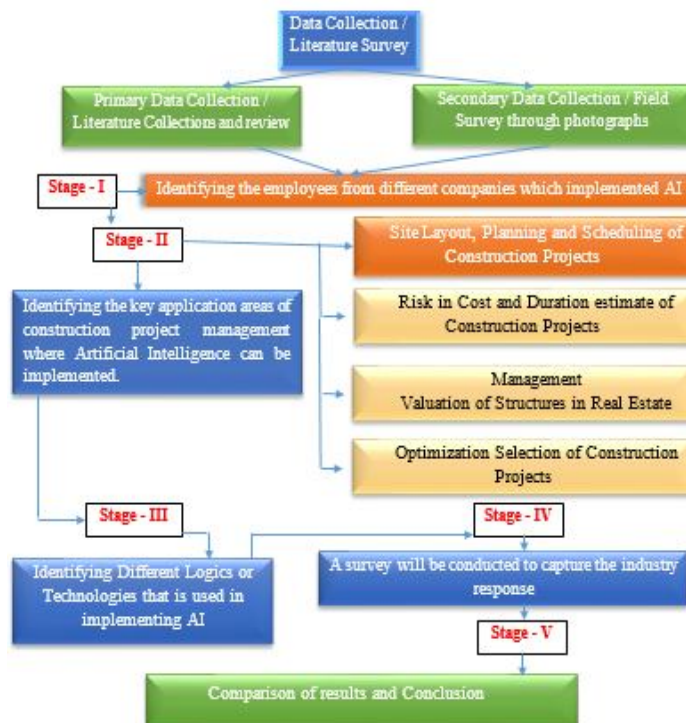 Data Collection /
Literature Survey
Primary Data Collection /
Literature Collections and review
Secondary Data Collection / Field
Survey through photographs
Stage - I
Identifying the employees from different companies which implemented AI
Stage - II
Site Layout, Planning and Scheduling of
Construction Projects
Identifying the key application areas of
construction project management
where Artificial Intelligence can be
implemented.
Risk in Cost and Duration estimate of
Construction Projects
Management
Valuation of Structures in Real Estate
Optimization Selection of Construction
Projects
Stage - III
Stage - IV
Identifying Different Logics or
Technologies that is used in
implementing AI
A survey will be conducted to capture the industry
response
Stage - V
Comparison of results and Conclusion